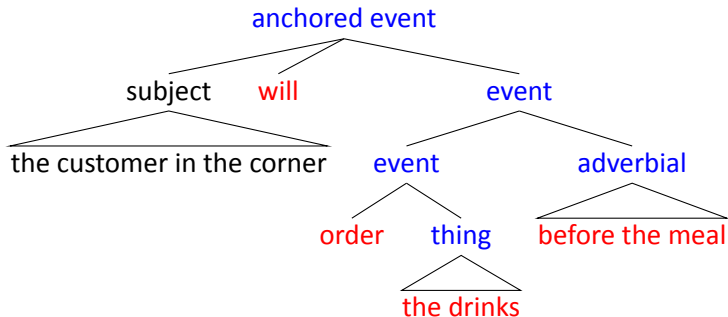 anchored event
subject will event
the customer in the corner event adverbial
order thing before the meal
the drinks